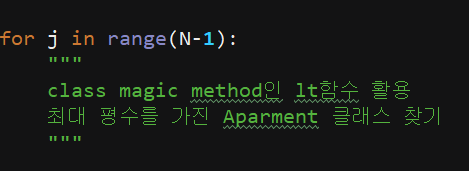 for j in range(N-1):
"""
class magic method인 lt함수 활용
최대 평수를 가진 Aparment 클래스 찾기
"""